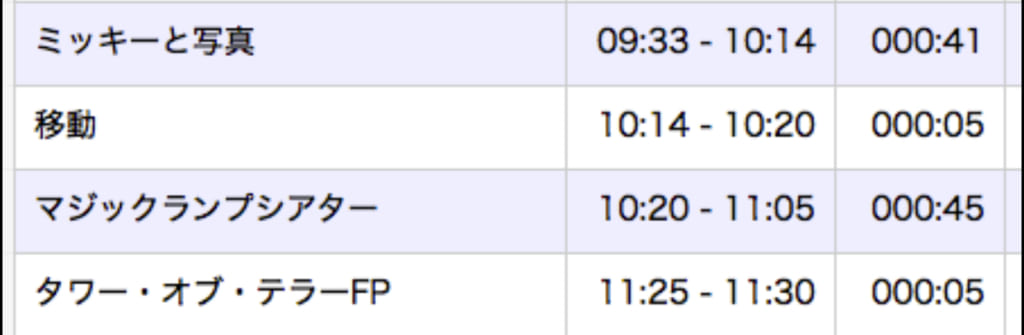 ミッキーと写真 09:33 - 10:14 000:41
移動 10:14 - 10:20 000:05
マジックランプシアター 10:20 - 11:05 000:45
タワー・オブ・テラーFP 11:25 - 11:30 000:05